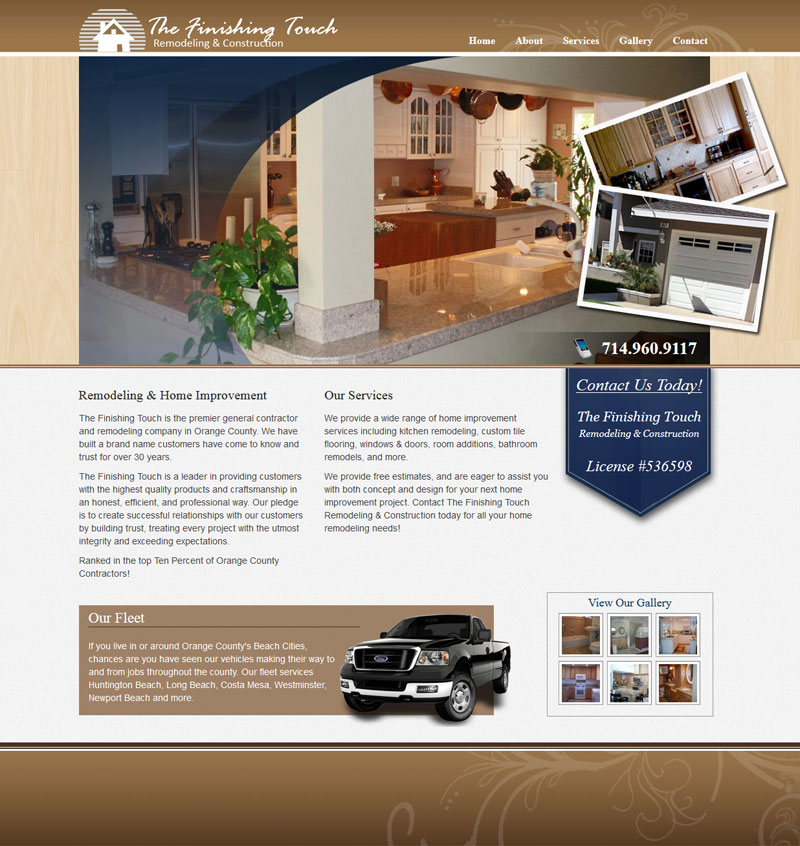 The Finishing Touch
Remodeling & Construction
Home About Services Gallery Contact
714.960.9117
Contact Us Today!
The Finishing Touch
Remodeling & Construction
License #536598
Remodeling & Home Improvement
The Finishing Touch is the premier general contractor
and remodeling company in Orange County. We have
built a brand name customers have come to know and
trust for over 30 years.
The Finishing Touch is a leader in providing customers
with the highest quality products and craftsmanship in
an honest, efficient, and professional way. Our pledge
is to create successful relationships with our customers
by building trust, treating every project with the utmost
integrity and exceeding expectations.
Ranked in the top Ten Percent of Orange County
Contractors!
Our Services
We provide a wide range of home improvement
services including kitchen remodeling, custom tile
flooring, windows & doors, room additions, bathroom
remodels, and more.
We provide free estimates, and are eager to assist you
with both concept and design for your next home
improvement project. Contact The Finishing Touch
Remodeling & Construction today for all your home
remodeling needs!
Our Fleet
If you live in or around Orange County's Beach Cities,
chances are you have seen our vehicles making their way to
and from jobs throughout the county. Our fleet services
Huntington Beach, Long Beach, Costa Mesa, Westminster,
Newport Beach and more.
Ford
View Our Gallery